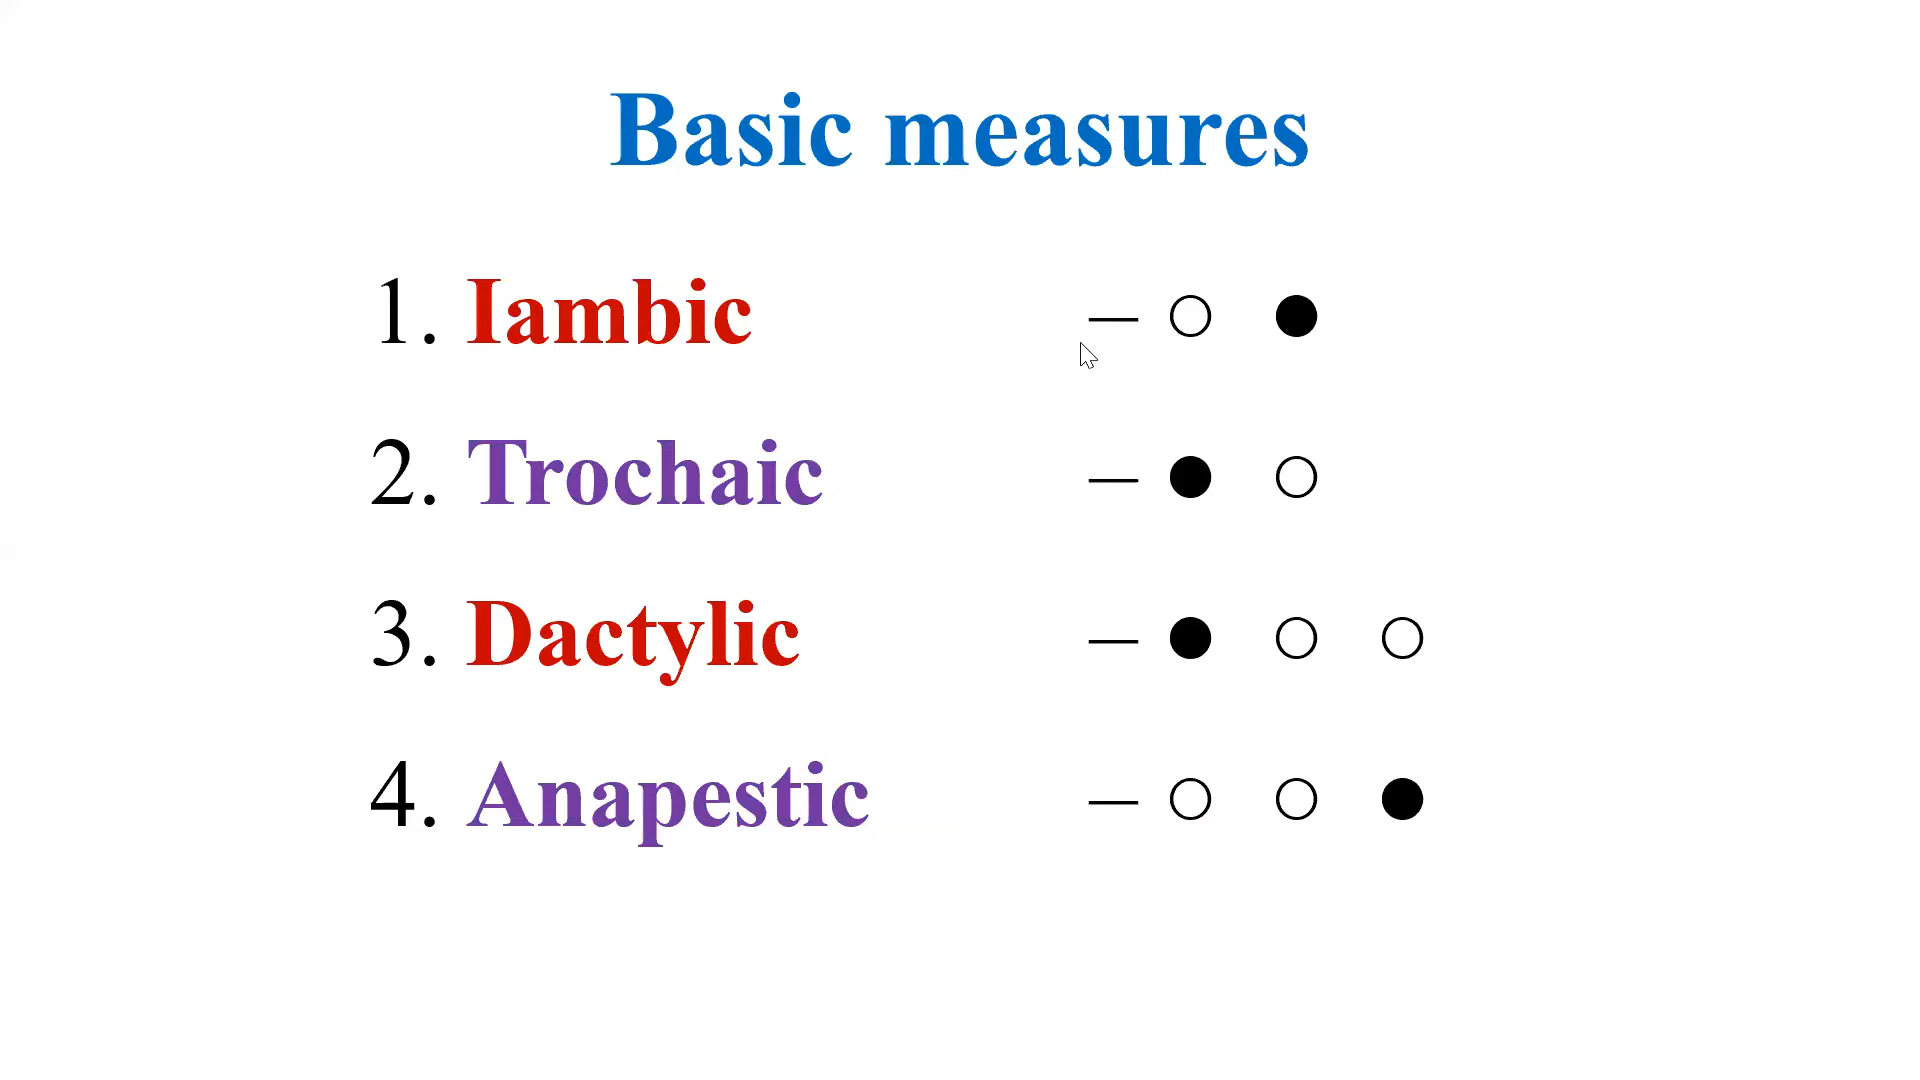 Basic measures
1. Iambic – ○ ●
2. Trochaic – ● ○
3. Dactylic – ● ○ ○
4. Anapestic – ○ ○ ●